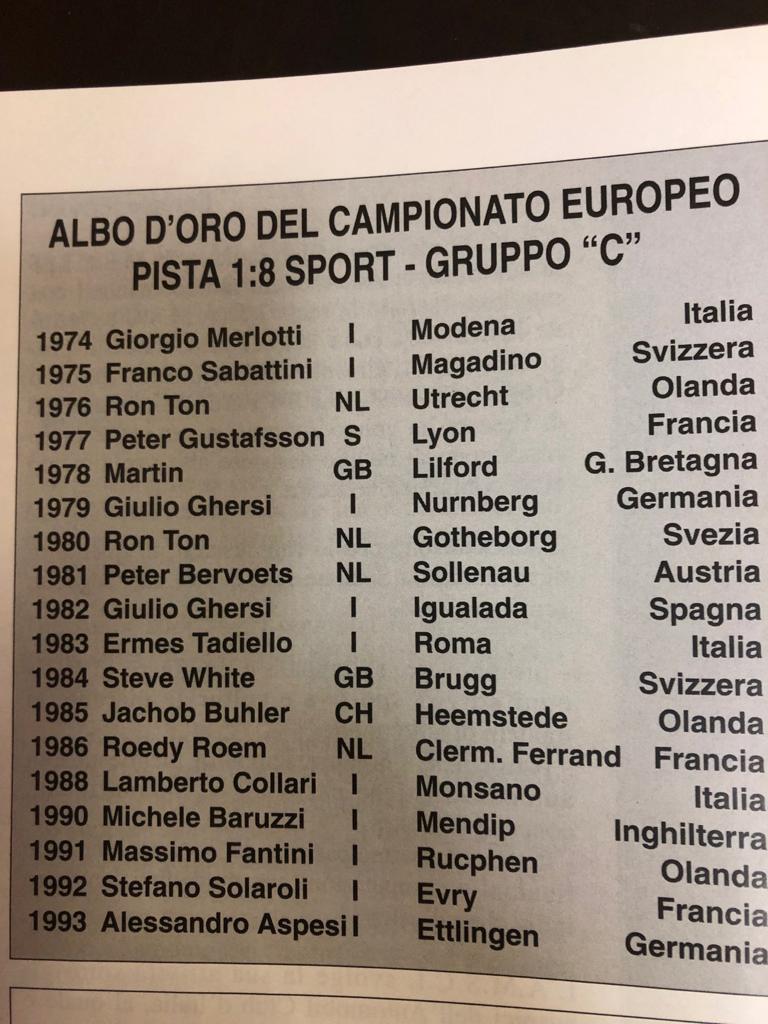 ALBO D'ORO DEL CAMPIONATO EUROPEO
PISTA 1:8 SPORT - GRUPPO “C”
1974 Giorgio Merlotti I Modena Italia
1975 Franco Sabattini I Magadino Svizzera
1976 Ron Ton NL Utrecht Olanda
1977 Peter Gustafsson S Lyon Francia
1978 Martin GB Lilford G. Bretagna
1979 Giulio Ghersi I Nurnberg Germania
1980 Ron Ton NL Gotheborg Svezia
1981 Peter Bervoets NL Sollenau Austria
1982 Giulio Ghersi I Igualada Spagna
1983 Ermes Tadiello I Roma Italia
1984 Steve White GB Brugg Svizzera
1985 Jachob Buhler CH Heemstede Olanda
1986 Roedy Roem NL Clerm. Ferrand Francia
1988 Lamberto Collari I Monsano Italia
1990 Michele Baruzzi I Mendip Inghilterra
1991 Massimo Fantini I Rucphen Olanda
1992 Stefano Solaroli I Evry Francia
1993 Alessandro Aspesi I Ettlingen Germania